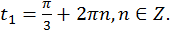 t₁ = π/3 + 2πn, n ∈ Z.